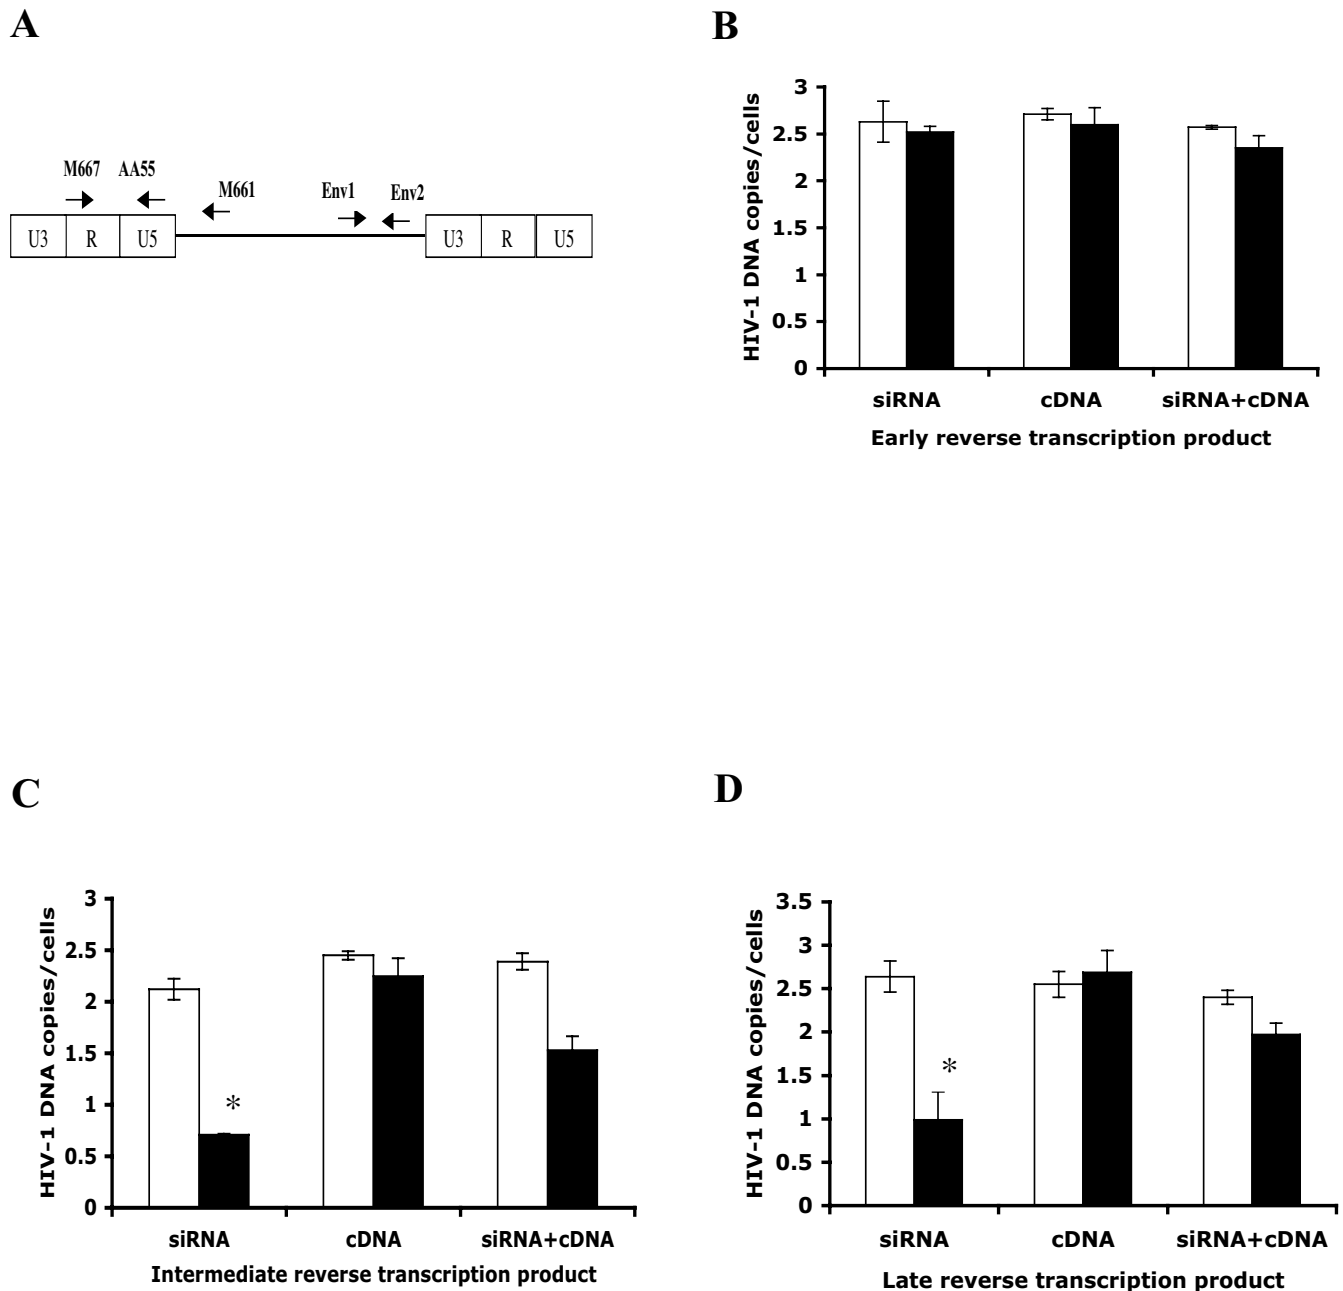 A
M667 AA55
M661
Env1
Env2
U3 R U5
U3 R U5
B
HIV-1 DNA copies/cells
3
2.5
2
1.5
1
0.5
0
siRNA cDNA siRNA+cDNA
Early reverse transcription product
C
HIV-1 DNA copies/cells
3
2.5
2
1.5
1
0.5
0
*
siRNA cDNA siRNA+cDNA
Intermediate reverse transcription product
D
HIV-1 DNA copies/cells
3.5
3
2.5
2
1.5
1
0.5
0
*
siRNA cDNA siRNA+cDNA
Late reverse transcription product